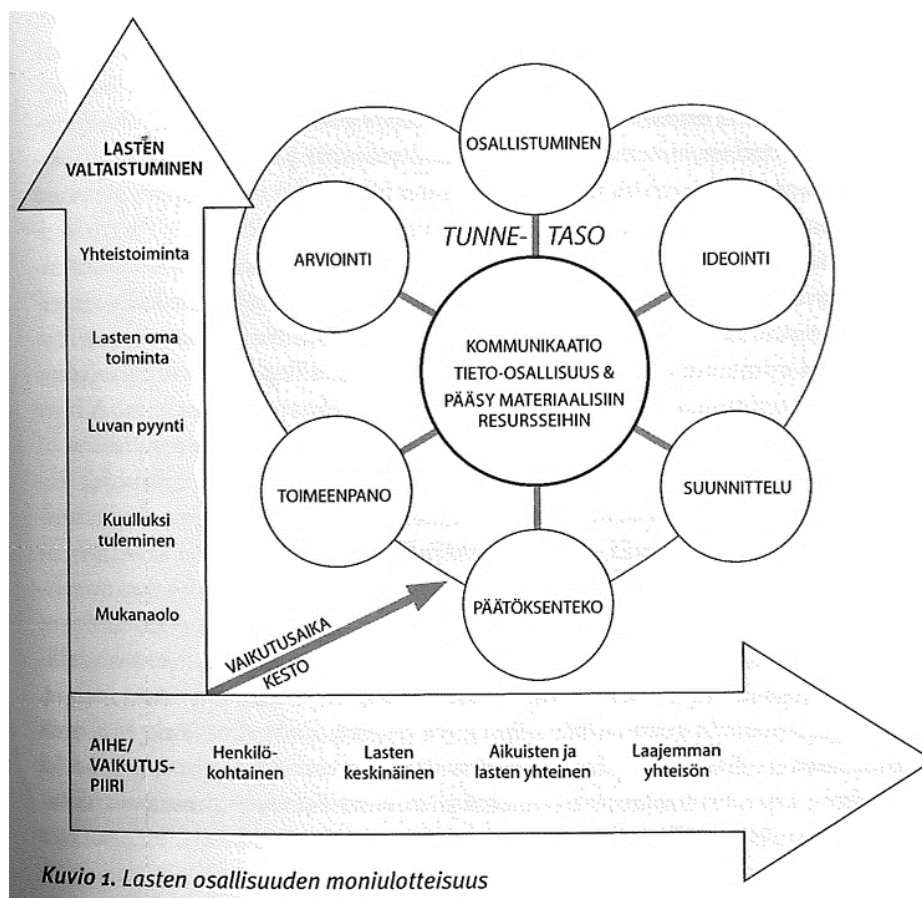 LASTEN
VALTAISTUMINEN
Yhteistoiminta
Lasten oma
toiminta
Luvan pyynti
Kuulluksi
tuleminen
Mukanaolo
OSALLISTUMINEN
TUNNE- TASO
ARVIOINTI
IDEOINTI
KOMMUNIKAATIO
TIETO-OSALLISUUS &
PÄÄSY MATERIAALISIIN
RESURSSEIHIN
TOIMEENPANO
SUUNNITTELU
PÄÄTÖKSENTEKO
VAIKUTUSAIKA
KESTO
AIHE/
VAIKUTUS-
PIIRI
Henkilö-
kohtainen
Lasten
keskinäinen
Aikuisten ja
lasten yhteinen
Laajemman
yhteisön
Kuvio 1. Lasten osallisuuden moniulotteisuus